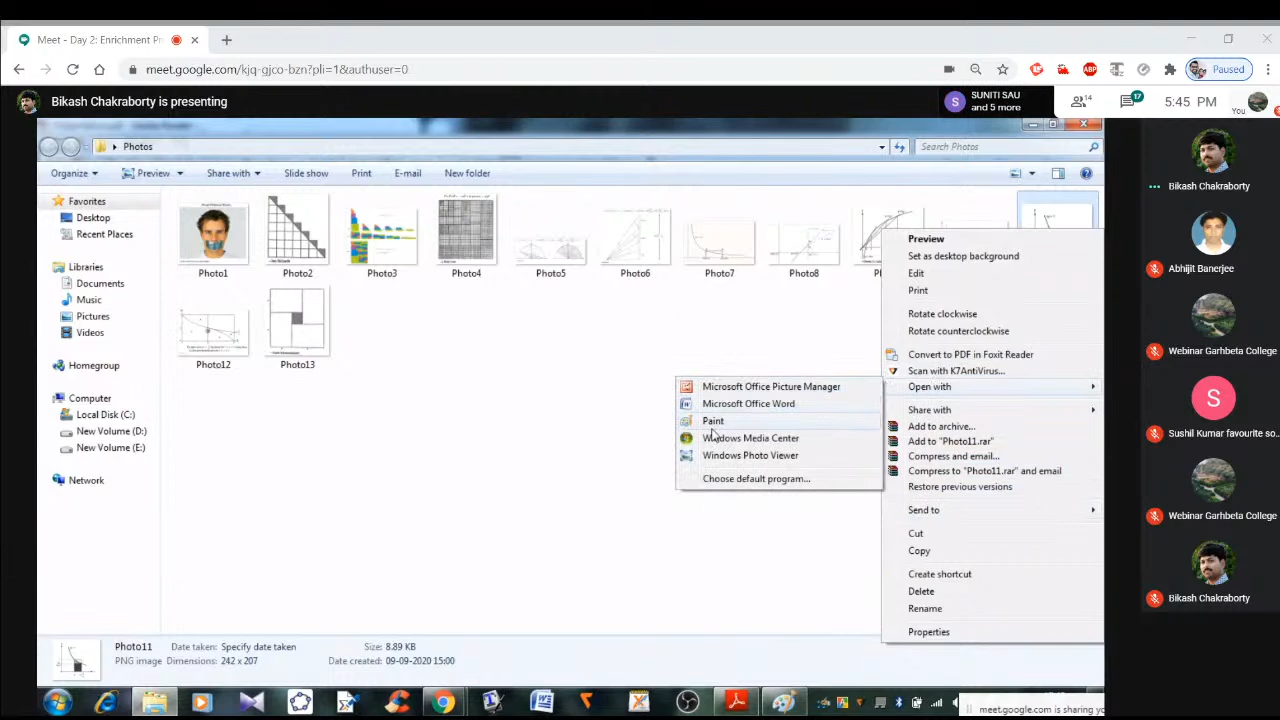 Meet - Day 2: Enrichment Pr
meet.google.com/kjq-gjco-bzn?pli=1&authuser=0
Paused
Bikash Chakraborty is presenting
SUNITI SAU
and 5 more
14
17
5:45 PM
You
Photos
Search Photos
Organize
Preview
Share with
Slide show
Print
E-mail
New folder
Favorites
Desktop
Recent Places
Libraries
Documents
Music
Pictures
Videos
Homegroup
Computer
Local Disk (C:)
New Volume (D:)
New Volume (E:)
Network
Photo1
Photo2
Photo3
Photo4
Photo5
Photo6
Photo7
Photo8
Photo12
Photo13
Preview
Set as desktop background
Edit
Print
Rotate clockwise
Rotate counterclockwise
Convert to PDF in Foxit Reader
Scan with K7AntiVirus...
Open with
Share with
Add to archive...
Add to "Photo11.rar"
Compress and email...
Compress to "Photo11.rar" and email
Restore previous versions
Send to
Cut
Copy
Create shortcut
Delete
Rename
Properties
Microsoft Office Picture Manager
Microsoft Office Word
Paint
Windows Media Center
Windows Photo Viewer
Choose default program...
Photo11
Date taken: Specify date taken
Size: 8.89 KB
PNG image
Dimensions: 242 x 207
Date created: 09-09-2020 15:00
meet.google.com is sharing yo
Bikash Chakraborty
Abhijit Banerjee
Webinar Garhbeta College
S
Sushil Kumar favourite so...
Webinar Garhbeta College
Bikash Chakraborty